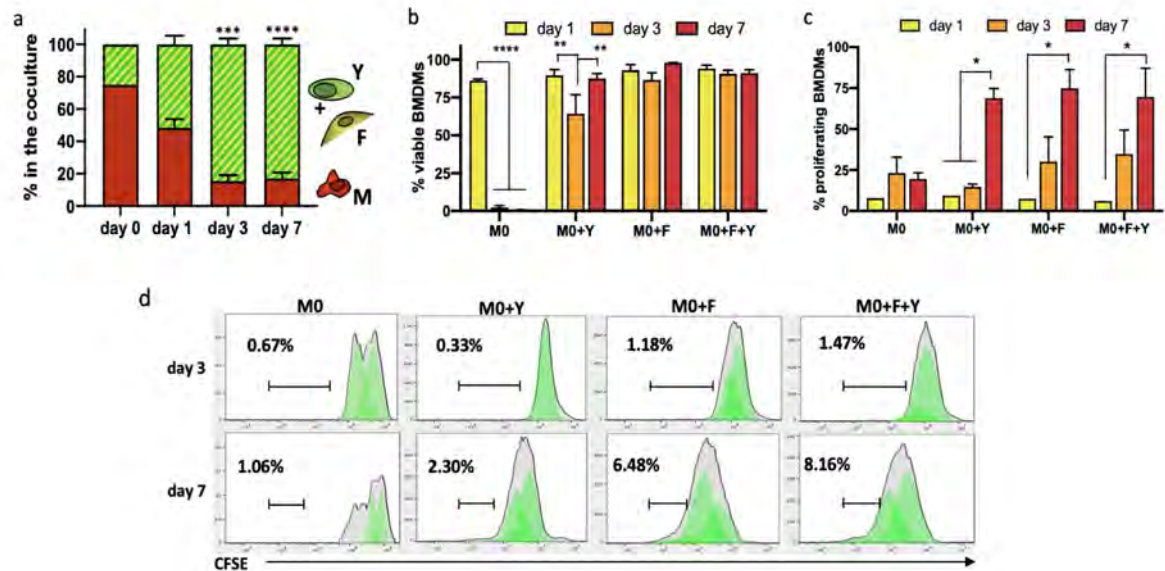 a
% in the coculture
100
80
60
40
20
0
*** ****
day 0 day 1 day 3 day 7
Y
+
F
M
b
day 1 day 3 day 7
% viable BMDMs
100
75
50
25
0
**** ** **
M0 M0+Y M0+F M0+F+Y
c
day 1 day 3 day 7
% proliferating BMDMs
100
75
50
25
0
* * *
M0 M0+Y M0+F M0+F+Y
d
M0 M0+Y M0+F M0+F+Y
day 3
0.67% 0.33% 1.18% 1.47%
day 7
1.06% 2.30% 6.48% 8.16%
CFSE